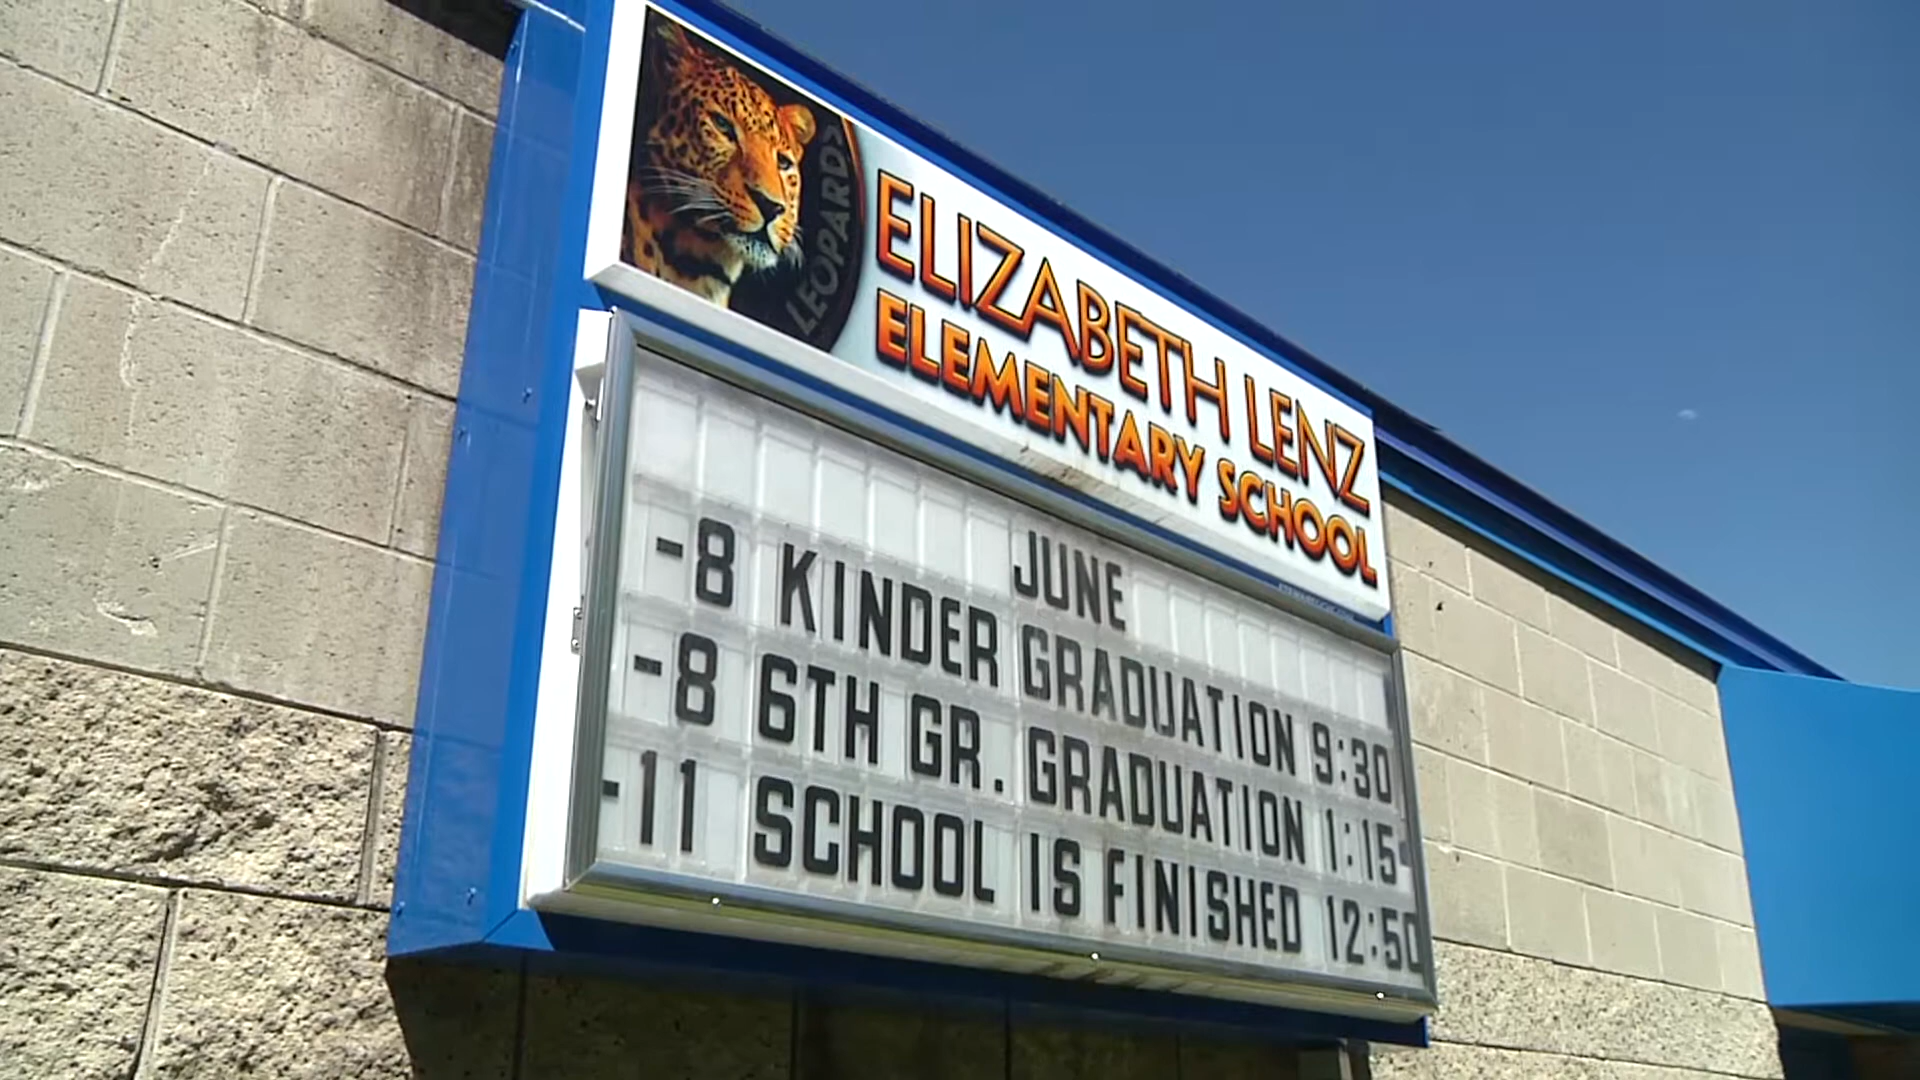 LEOPARDS
ELIZABETH LENZ
ELEMENTARY SCHOOL
JUNE
-8 KINDER GRADUATION 9:30
-8 6TH GR. GRADUATION 1:15-
-11 SCHOOL IS FINISHED 12:50